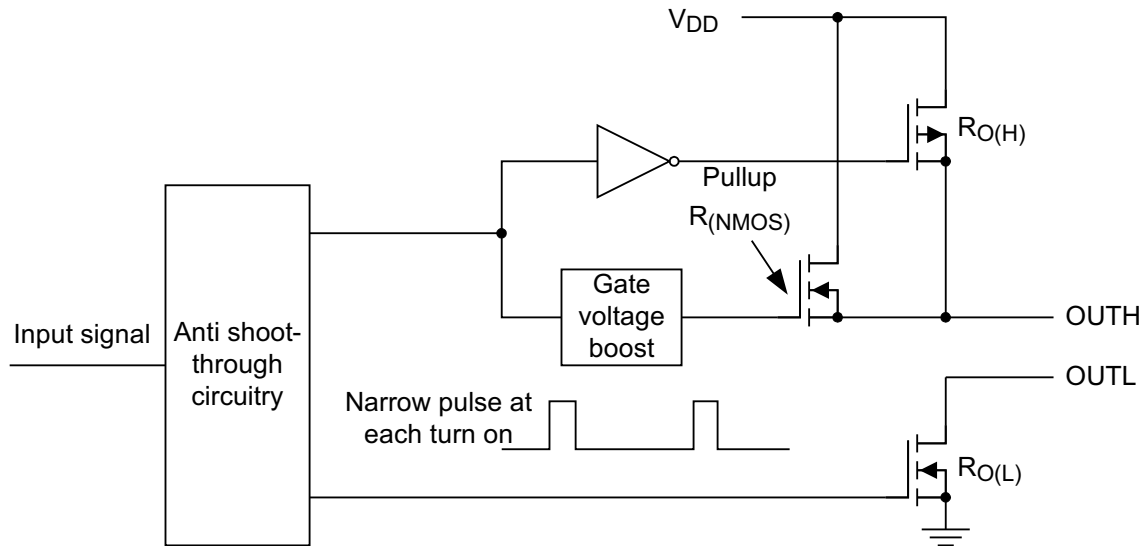 VDD
RO(H)
Pullup
R(NMOS)
Gate
voltage
boost
Input signal
Anti shoot-
through
circuitry
OUTH
OUTL
Narrow pulse at
each turn on
RO(L)